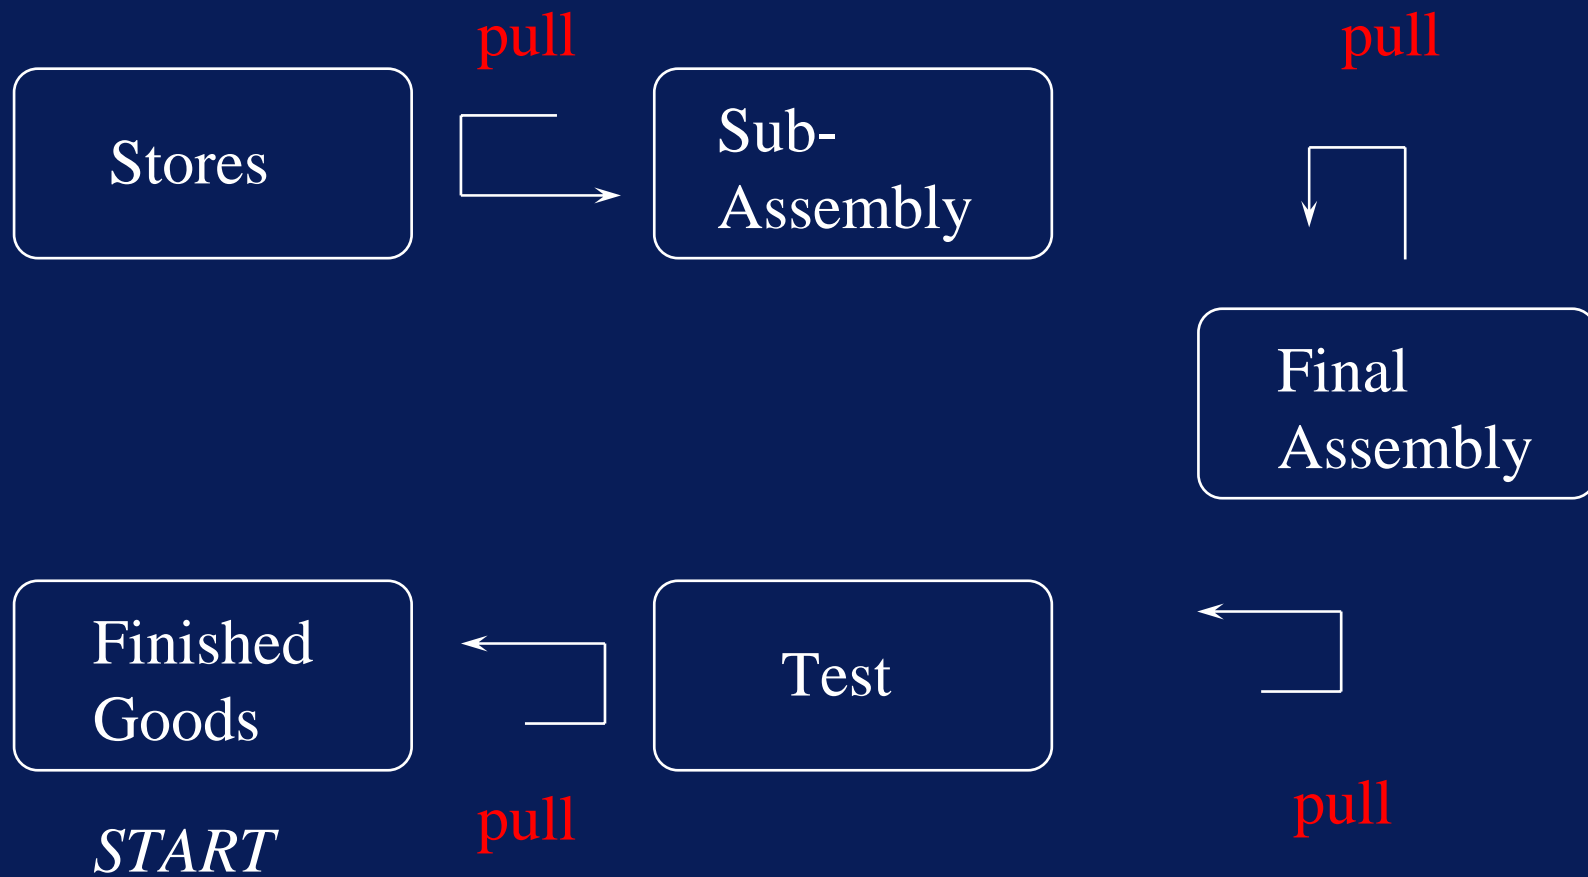 pull
pull
Stores
Sub-
Assembly
Final
Assembly
Finished
Goods
Test
pull
pull
START